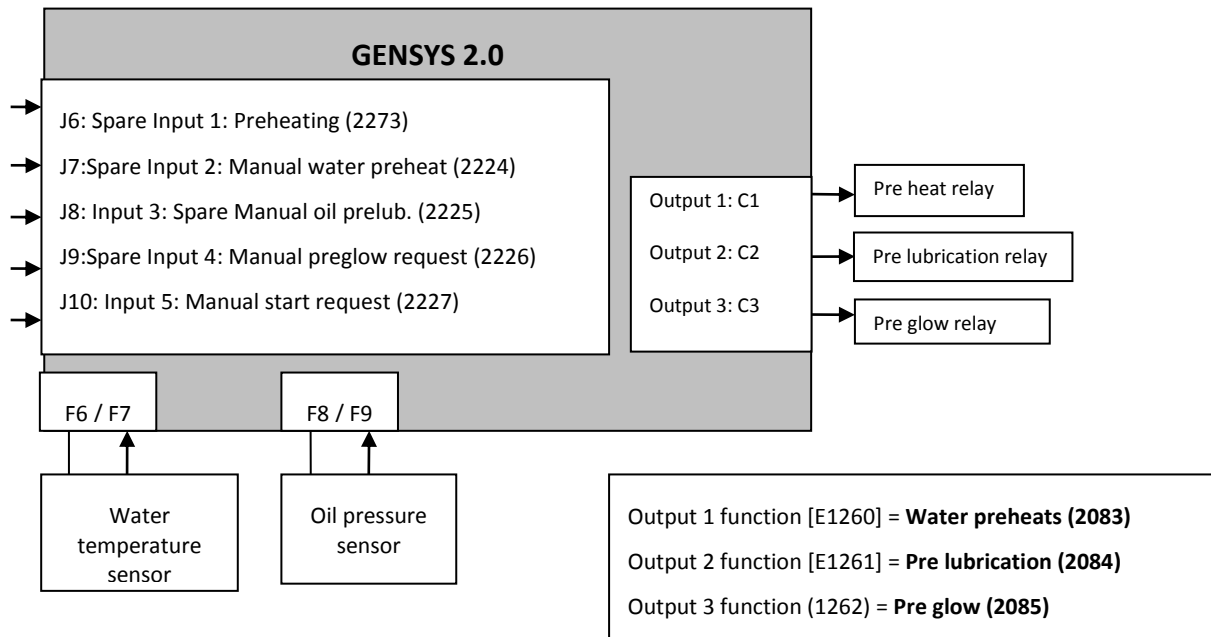 GENSYS 2.0
J6: Spare Input 1: Preheating (2273)
J7:Spare Input 2: Manual water preheat (2224)
J8: Input 3: Spare Manual oil prelub. (2225)
J9:Spare Input 4: Manual preglow request (2226)
J10: Input 5: Manual start request (2227)
Output 1: C1
Output 2: C2
Output 3: C3
Pre heat relay
Pre lubrication relay
Pre glow relay
F6 / F7
F8 / F9
Water
temperature
sensor
Oil pressure
sensor
Output 1 function [E1260] = Water preheats (2083)
Output 2 function [E1261] = Pre lubrication (2084)
Output 3 function (1262) = Pre glow (2085)